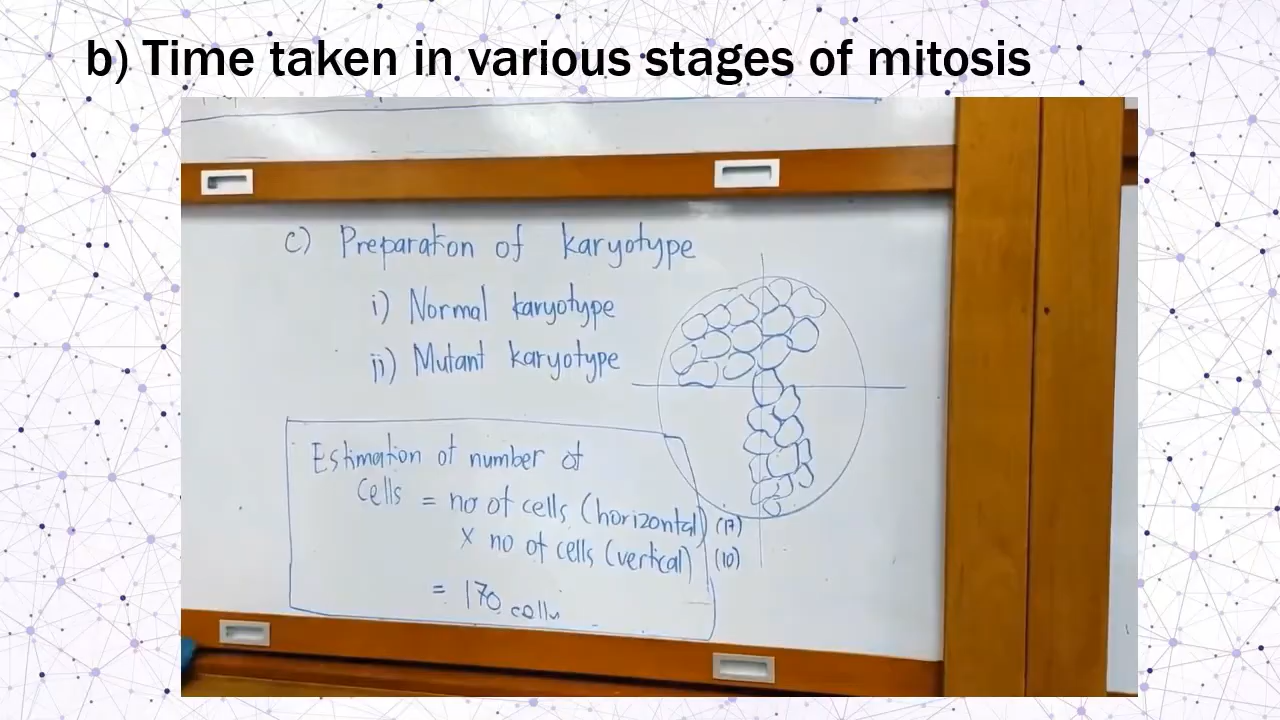 b) Time taken in various stages of mitosis
c) Preparation of karyotype
i) Normal karyotype
ii) Mutant karyotype
Estimation of number of
cells = no of cells (horizontal) (17)
x no of cells (vertical) (10)
= 170 cells